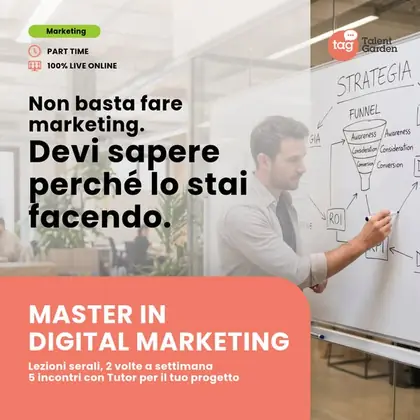 Marketing
PART TIME
100% LIVE ONLINE
tag
Talent
Garden
Non basta fare
marketing.
Devi sapere
perché lo stai
facendo.
STRATEGIA
FUNNEL
Awareness
Awareness
Consideration
Consideration
Conversion
Conversion
ROI
KPI
MASTER IN
DIGITAL MARKETING
Lezioni serali, 2 volte a settimana
5 incontri con Tutor per il tuo progetto